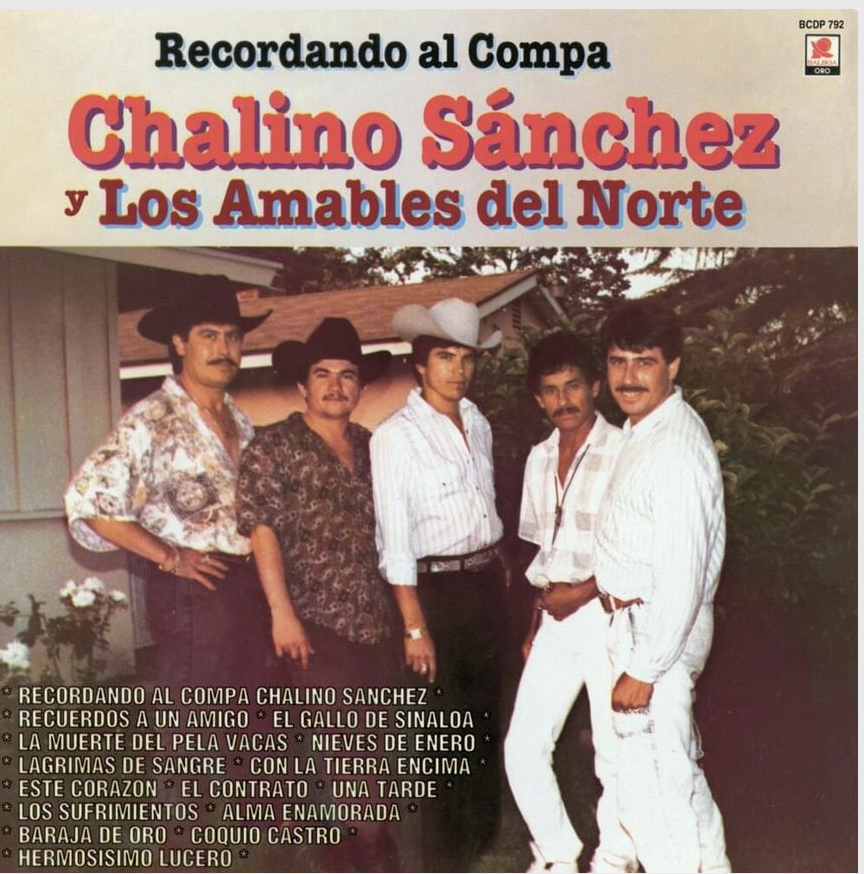 BCDP 792
Recordando al Compa
BALBOA
ORO
Chalino Sánchez
y Los Amables del Norte
* RECORDANDO AL COMPA CHALINO SANCHEZ *
* RECUERDOS A UN AMIGO * EL GALLO DE SINALOA *
* LA MUERTE DEL PELA VACAS * NIEVES DE ENERO *
* LAGRIMAS DE SANGRE * CON LA TIERRA ENCIMA *
* ESTE CORAZON * EL CONTRATO * UNA TARDE *
* LOS SUFRIMIENTOS * ALMA ENAMORADA *
* BARAJA DE ORO * COQUIO CASTRO *
* HERMOSISIMO LUCERO *